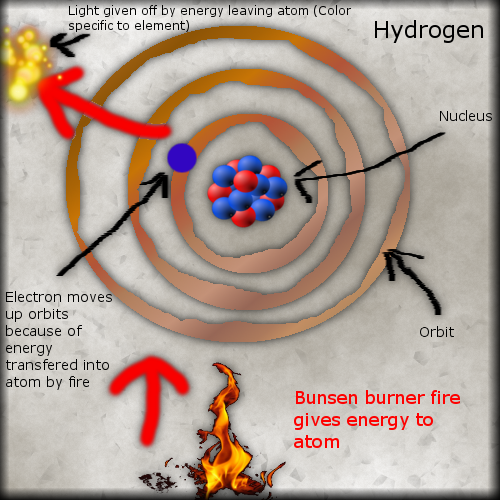 Light given off by energy leaving atom (Color
specific to element)
Hydrogen
Nucleus
Electron moves
up orbits
because of
energy
transfered into
atom by fire
Orbit
Bunsen burner fire
gives energy to
atom